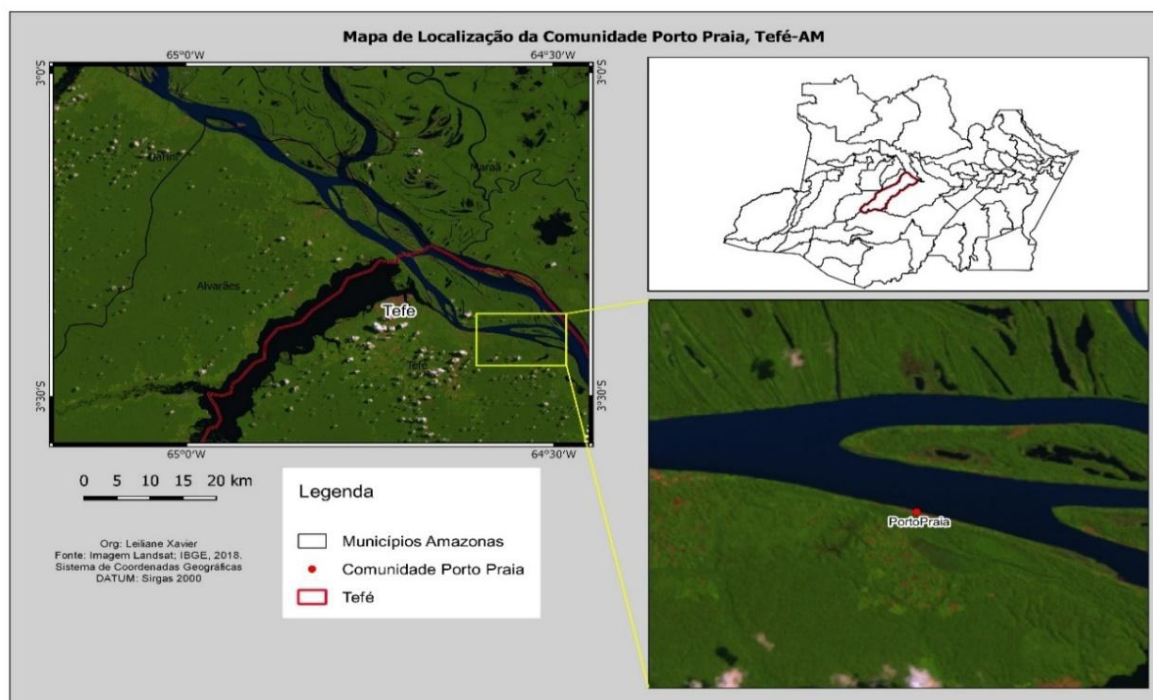 Mapa de Localização da Comunidade Porto Praia, Tefé-AM
65°0'W
64°30'W
3°0'S
3°0'S
Maraã
Alvarães
Tefe
Tefé
3°30'S
3°30'S
65°0'W
64°30'W
PortoPraia
0 5 10 15 20 km
Legenda
Municípios Amazonas
Comunidade Porto Praia
Tefé
Org: Leiliane Xavier
Fonte: Imagem Landsat; IBGE, 2018.
Sistema de Coordenadas Geográficas
DATUM: Sirgas 2000